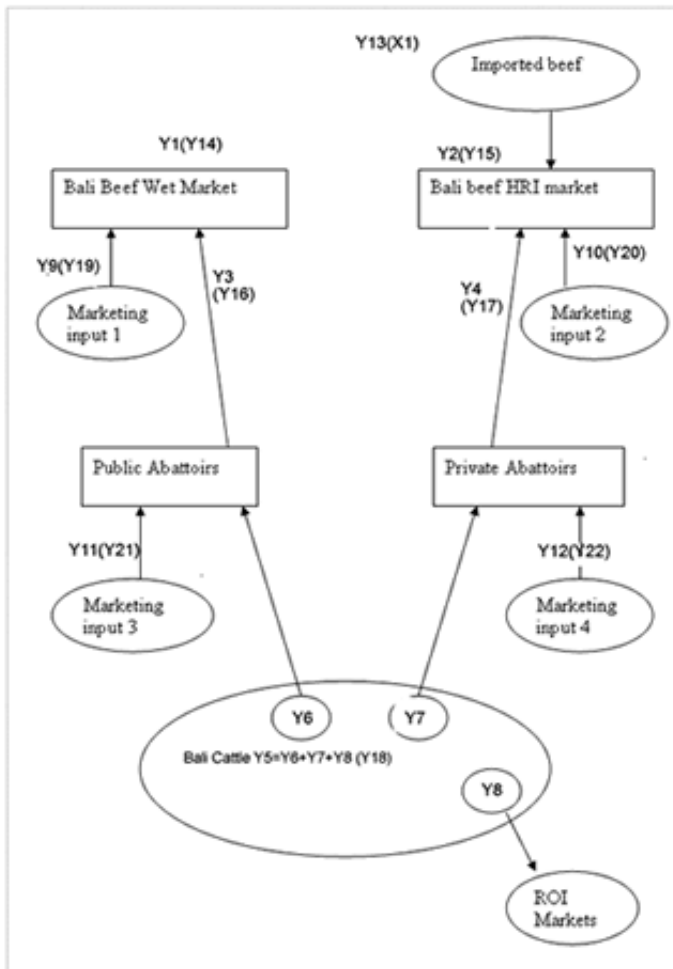 Y13(X1)
Imported beef
Y1(Y14)
Y2(Y15)
Bali Beef Wet Market
Bali beef HRI market
Y9(Y19)
Y3
(Y16)
Y10(Y20)
Y4
(Y17)
Marketing
input 1
Marketing
input 2
Public Abattoirs
Private Abattoirs
Y11(Y21)
Y12(Y22)
Marketing
input 3
Marketing
input 4
Y6
Y7
Bali Cattle Y5=Y6+Y7+Y8 (Y18)
Y8
ROI
Markets